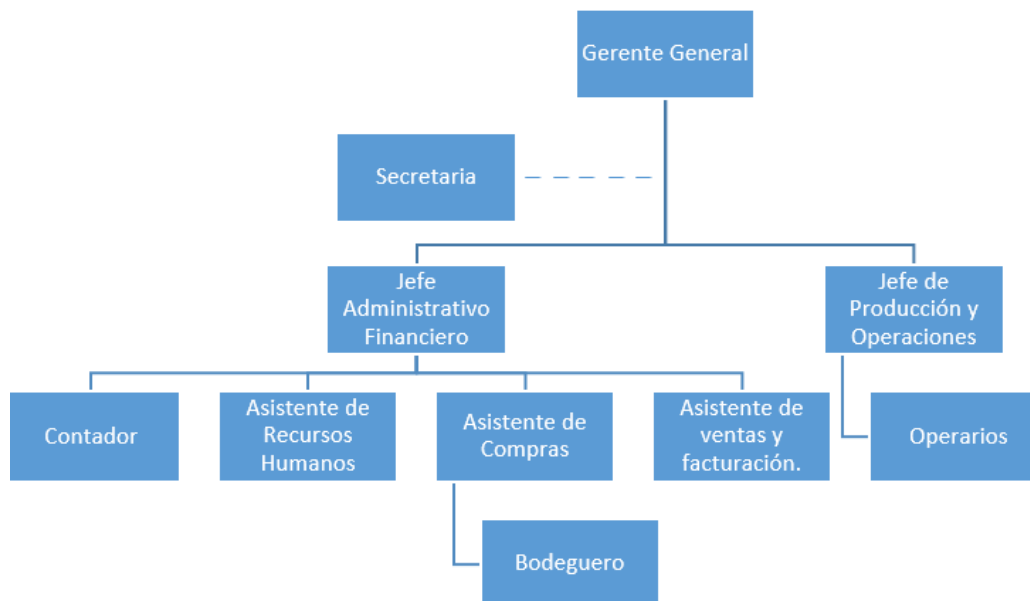 Gerente General
Secretaria
Jefe
Administrativo
Financiero
Jefe de
Producción y
Operaciones
Contador
Asistente de
Recursos
Humanos
Asistente de
Compras
Asistente de
ventas y
facturación.
Operarios
Bodeguero